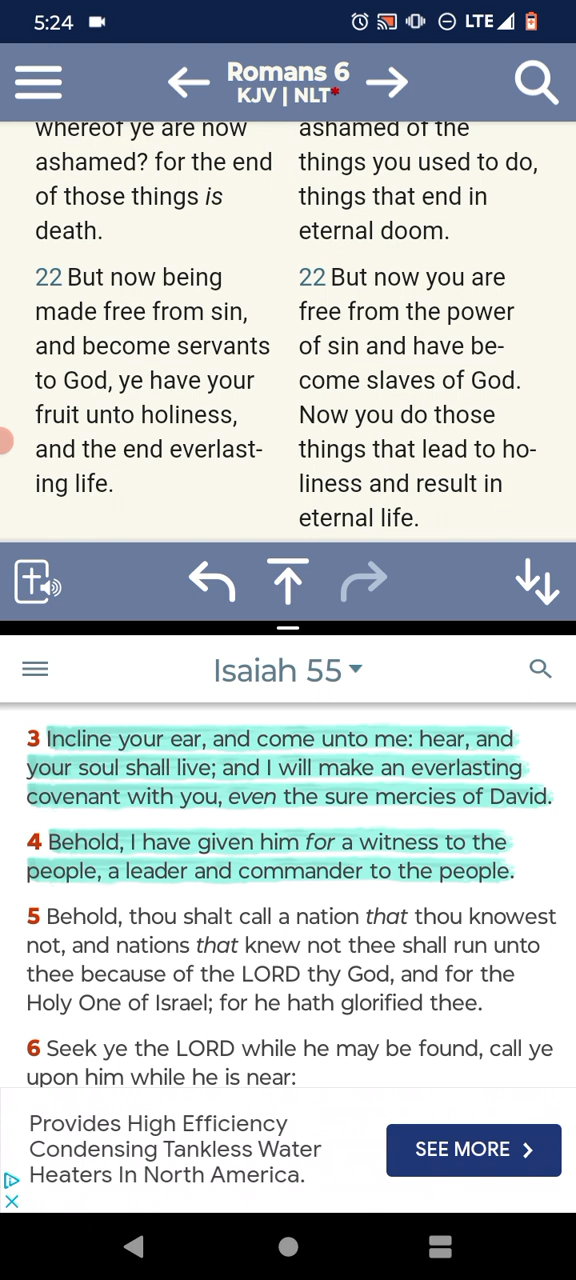 5:24
LTE
Romans 6
KJV | NLT*
whereof ye are now
ashamed? for the end
of those things is
death.
22 But now being
made free from sin,
and become servants
to God, ye have your
fruit unto holiness,
and the end everlast-
ing life.
ashamed of the
things you used to do,
things that end in
eternal doom.
22 But now you are
free from the power
of sin and have be-
come slaves of God.
Now you do those
things that lead to ho-
liness and result in
eternal life.
Isaiah 55
3 Incline your ear, and come unto me: hear, and
your soul shall live; and I will make an everlasting
covenant with you, even the sure mercies of David.
4 Behold, I have given him for a witness to the
people, a leader and commander to the people.
5 Behold, thou shalt call a nation that thou knowest
not, and nations that knew not thee shall run unto
thee because of the LORD thy God, and for the
Holy One of Israel; for he hath glorified thee.
6 Seek ye the LORD while he may be found, call ye
upon him while he is near:
Provides High Efficiency
Condensing Tankless Water
Heaters In North America.
SEE MORE